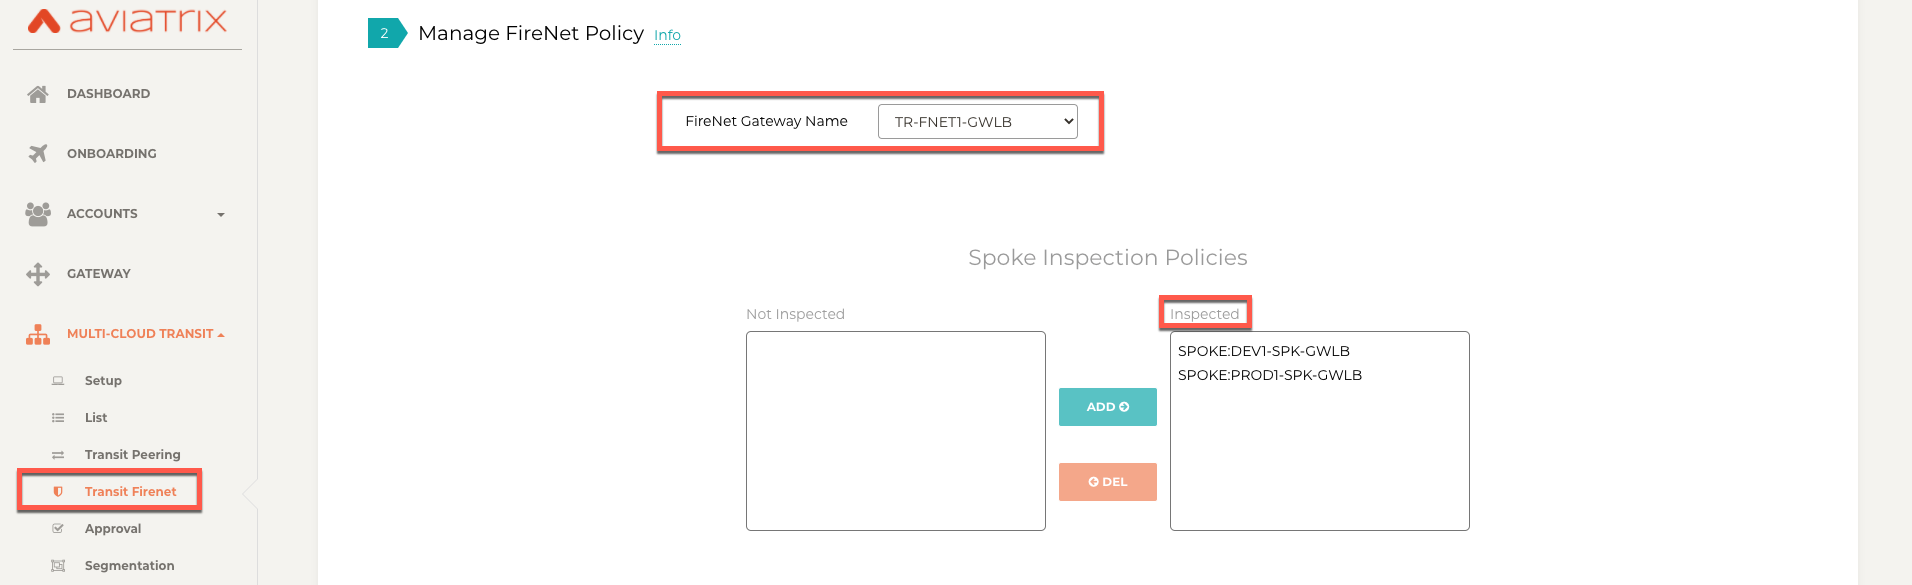 aviatrix
DASHBOARD
ONBOARDING
ACCOUNTS
GATEWAY
MULTI-CLOUD TRANSIT
Setup
List
Transit Peering
Transit Firenet
Approval
Segmentation
2 Manage FireNet Policy Info
FireNet Gateway Name TR-FNET1-GWLB
Spoke Inspection Policies
Not Inspected
ADD
DEL
Inspected
SPOKE:DEV1-SPK-GWLB
SPOKE:PROD1-SPK-GWLB